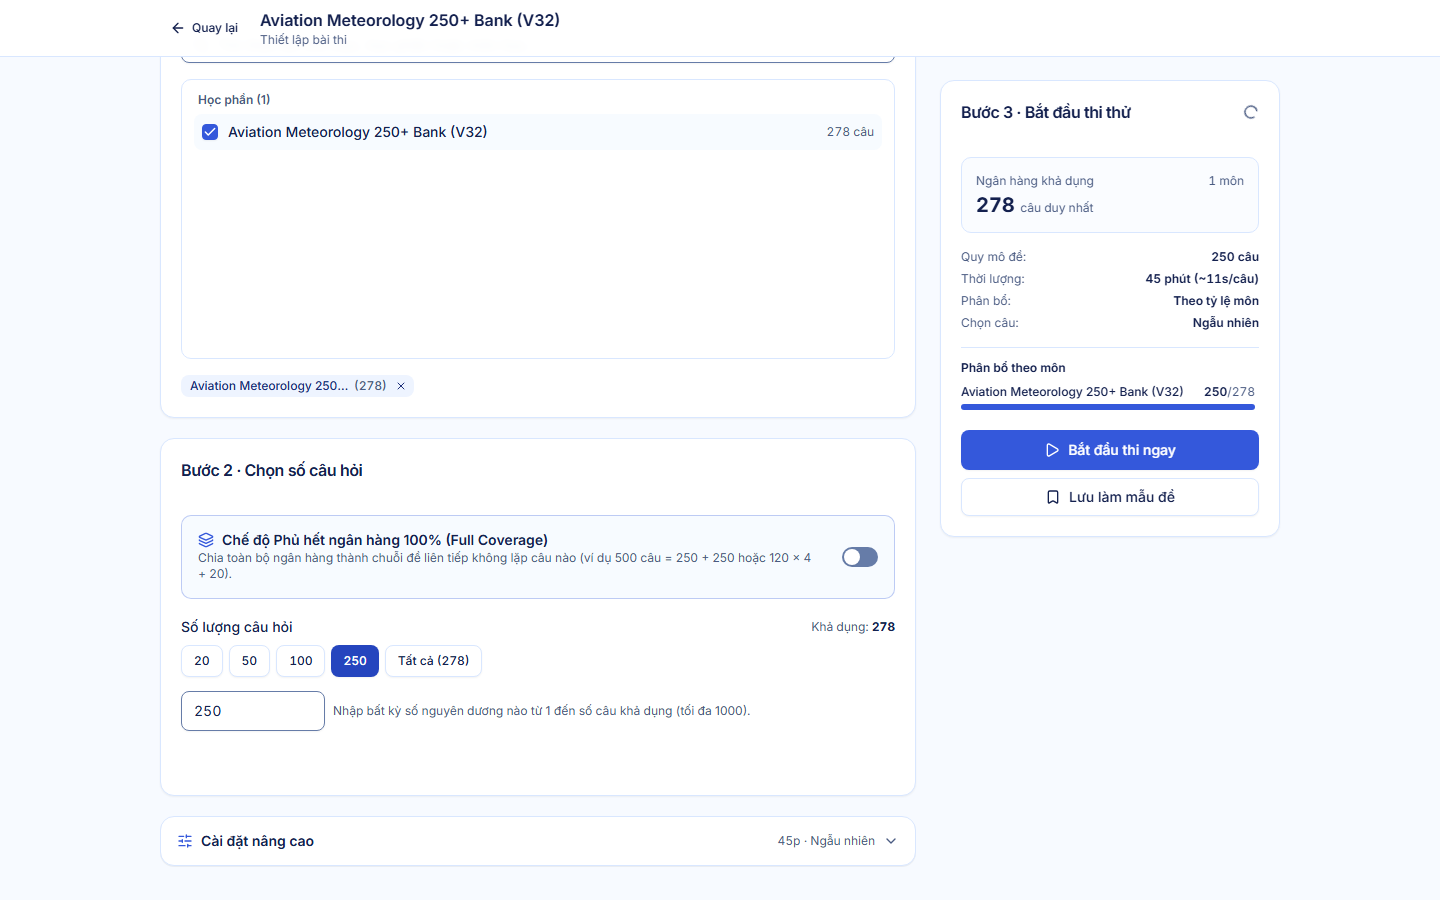 Quay lại
Aviation Meteorology 250+ Bank (V32)
Thiết lập bài thi
Học phần (1)
Aviation Meteorology 250+ Bank (V32)
278 câu
Aviation Meteorology 250... (278)
Bước 2 · Chọn số câu hỏi
Chế độ Phủ hết ngân hàng 100% (Full Coverage)
Chia toàn bộ ngân hàng thành chuỗi đề liên tiếp không lặp câu nào (ví dụ 500 câu = 250 + 250 hoặc 120 × 4
+ 20).
Số lượng câu hỏi
Khả dụng: 278
20
50
100
250
Tất cả (278)
250
Nhập bất kỳ số nguyên dương nào từ 1 đến số câu khả dụng (tối đa 1000).
Cài đặt nâng cao
45p · Ngẫu nhiên
Bước 3 · Bắt đầu thi thử
Ngân hàng khả dụng
1 môn
278 câu duy nhất
Quy mô đề:
250 câu
Thời lượng:
45 phút (~11s/câu)
Phân bổ:
Theo tỷ lệ môn
Chọn câu:
Ngẫu nhiên
Phân bổ theo môn
Aviation Meteorology 250+ Bank (V32)
250/278
Bắt đầu thi ngay
Lưu làm mẫu đề